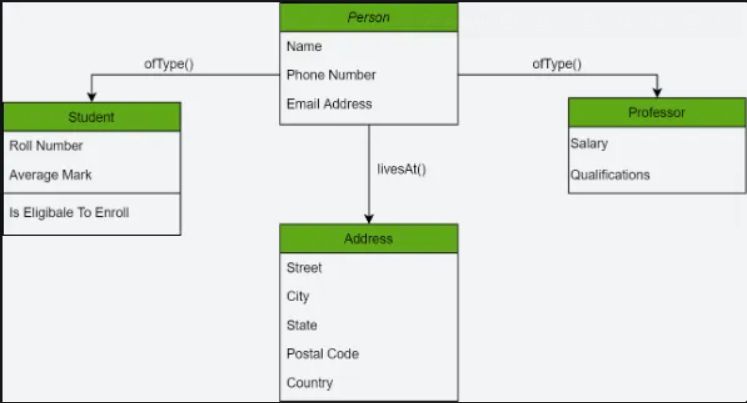 Person
Name
Phone Number
Email Address
ofType()
ofType()
Student
Roll Number
Average Mark
Is Eligibale To Enroll
Professor
Salary
Qualifications
livesAt()
Address
Street
City
State
Postal Code
Country